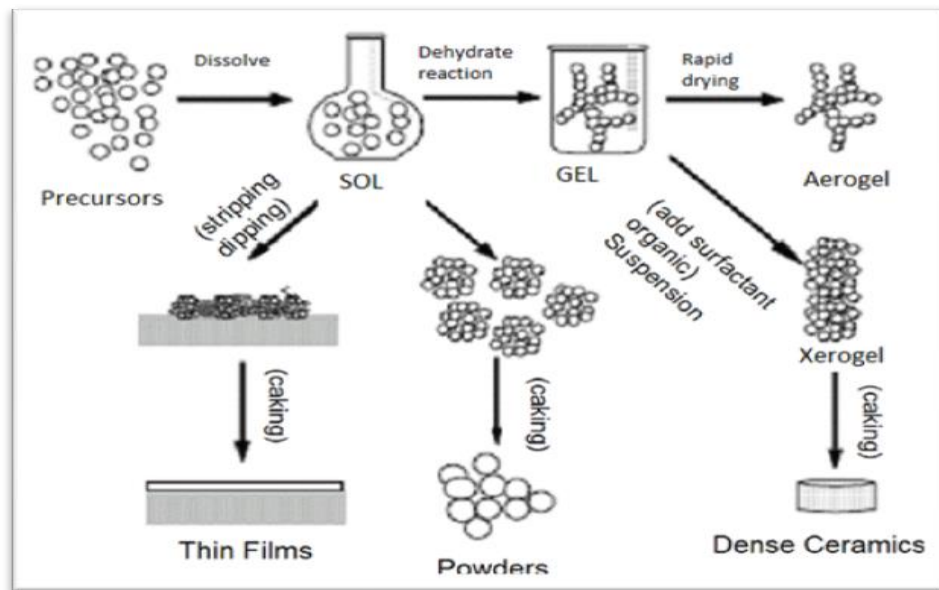 Dissolve
Dehydrate
reaction
Rapid
drying
Precursors
SOL
GEL
Aerogel
(stripping
dipping)
(add surfactant
organic)
Suspension
Xerogel
(caking)
(caking)
(caking)
Thin Films
Powders
Dense Ceramics